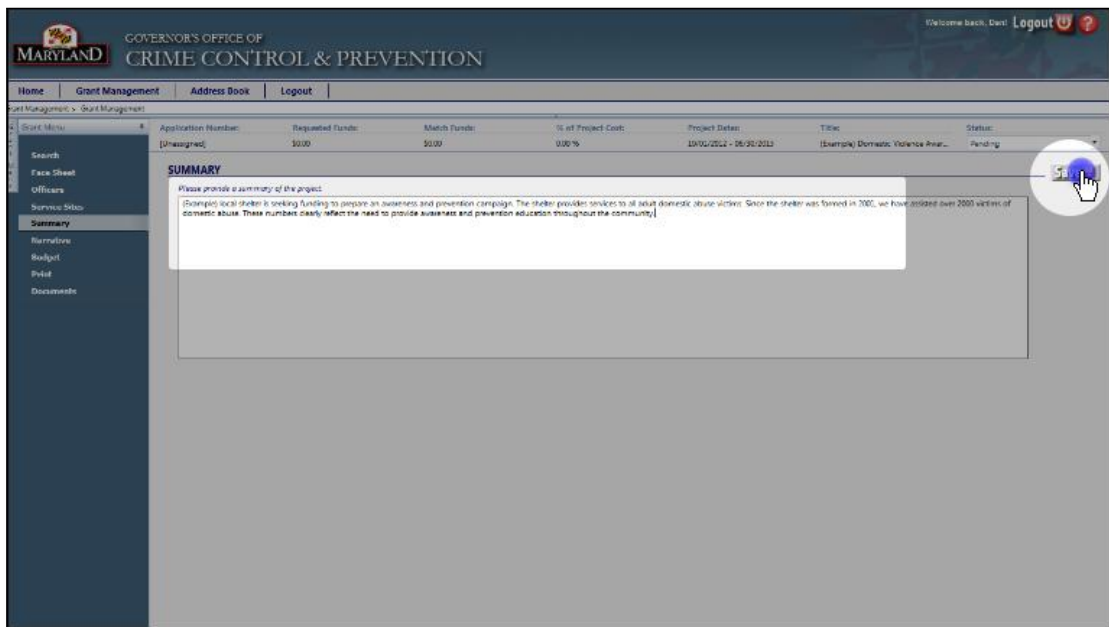 Welcome back, Dan! Logout
MARYLAND
GOVERNOR'S OFFICE OF
CRIME CONTROL & PREVENTION
Home Grant Management Address Book Logout
Grant Management > Grant Management
Grant Menu
Search
Face Sheet
Officers
Service Sites
Summary
Narrative
Budget
Print
Documents
Application Number: Requested Funds: Match Funds: % of Project Cost: Project Dates: Title: Status:
[Unassigned] $0.00 $0.00 0.00 % 10/01/2012 - 06/30/2013 (Example) Domestic Violence Awar... Pending
SUMMARY
Please provide a summary of the project.
(Example) local shelter is seeking funding to prepare an awareness and prevention campaign. The shelter provides services to all adult domestic abuse victims. Since the shelter was formed in 2000, we have assisted over 2000 victims of
domestic abuse. These numbers clearly reflect the need to provide awareness and prevention education throughout the community.